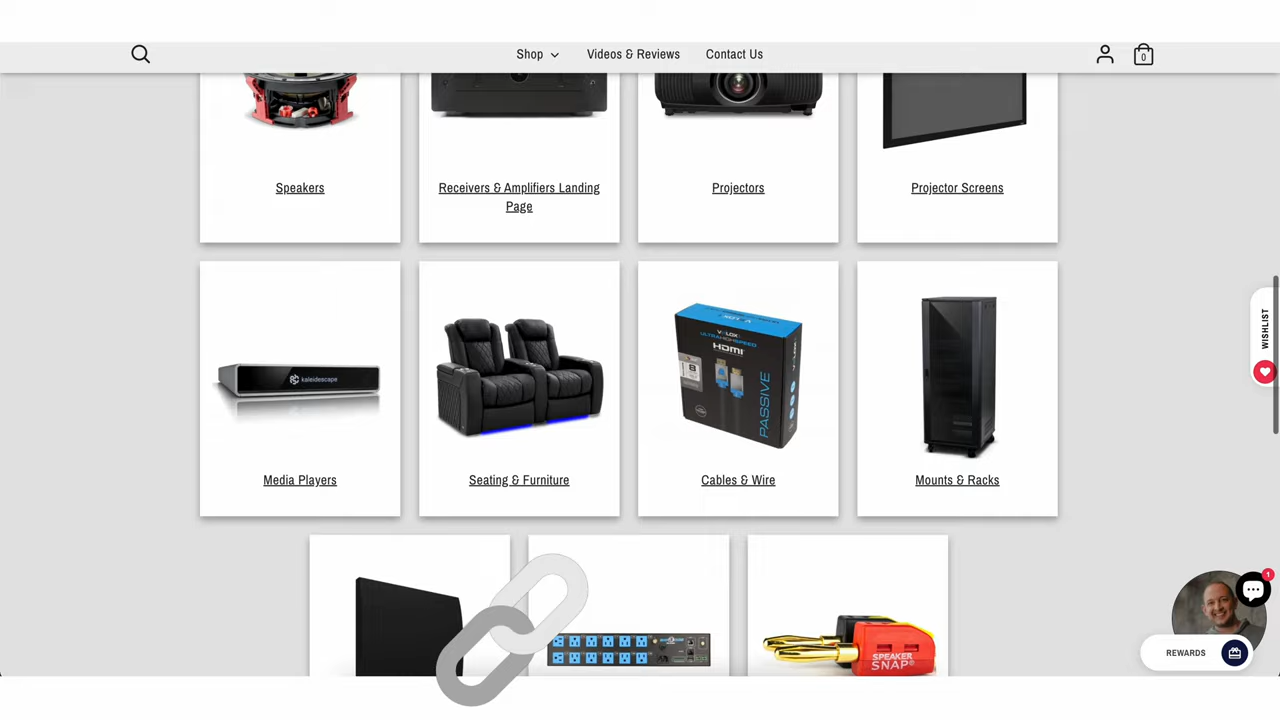 Shop
Videos & Reviews
Contact Us
0
Speakers
Receivers & Amplifiers Landing
Page
Projectors
Projector Screens
WISHLIST
kaleidescape
HDMI
PASSIVE
8
Media Players
Seating & Furniture
Cables & Wire
Mounts & Racks
1
SPEAKER
SNAP®
REWARDS